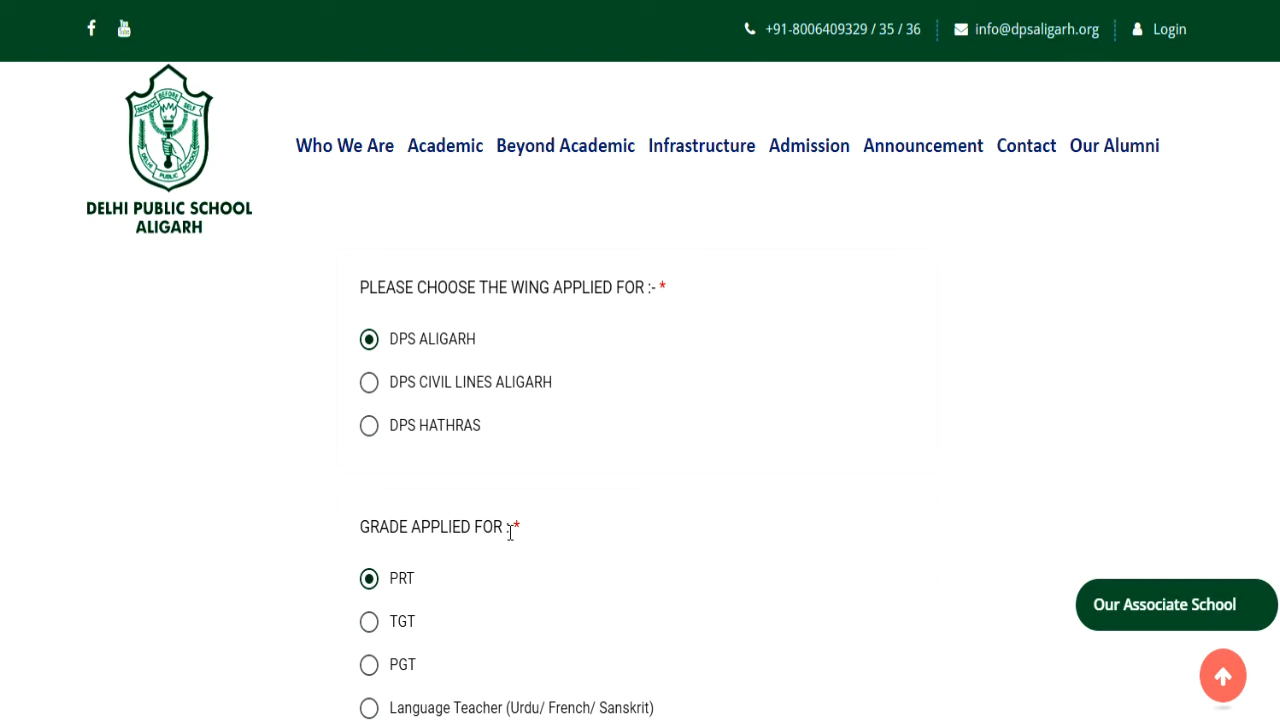 +91-8006409329 / 35 / 36
info@dpsaligarh.org
Login
SERVICE BEFORE SELF
DELHI PUBLIC SCHOOL
DELHI PUBLIC SCHOOL
ALIGARH
Who We Are Academic Beyond Academic Infrastructure Admission Announcement Contact Our Alumni
PLEASE CHOOSE THE WING APPLIED FOR :- *
DPS ALIGARH
DPS CIVIL LINES ALIGARH
DPS HATHRAS
GRADE APPLIED FOR : *
PRT
TGT
PGT
Language Teacher (Urdu/ French/ Sanskrit)
Our Associate School